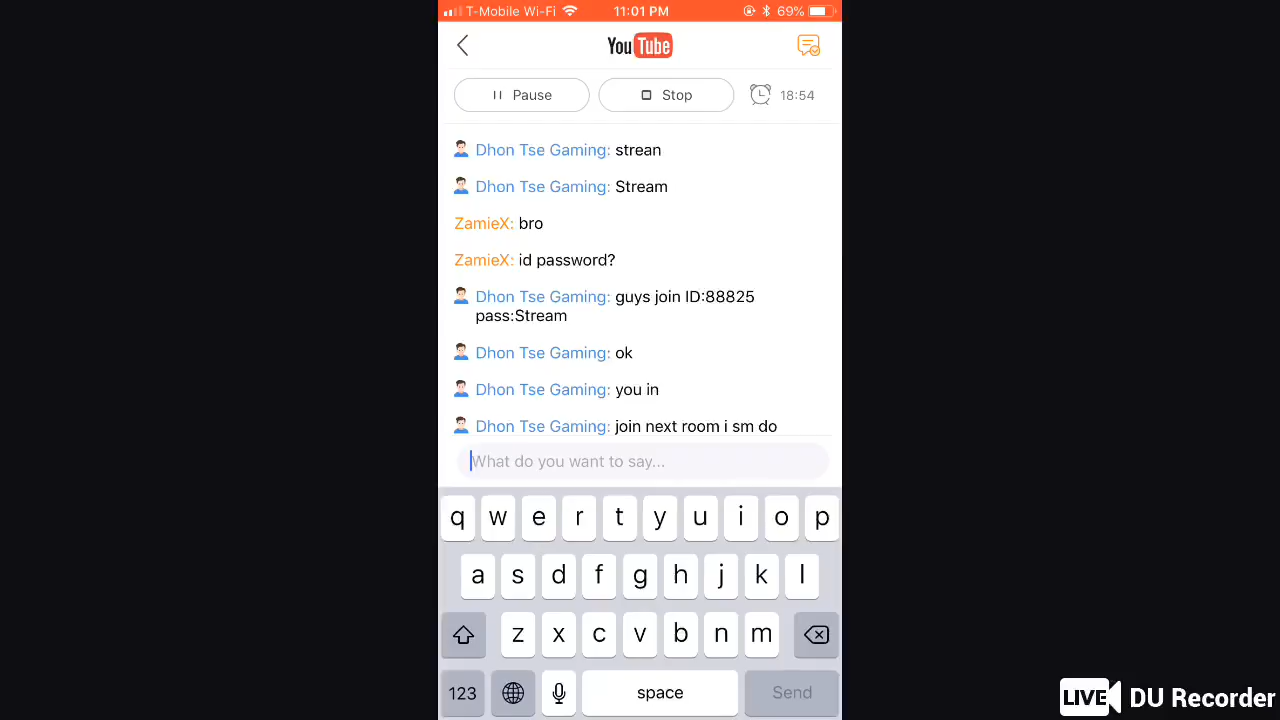 T-Mobile Wi-Fi 11:01 PM 69%
YouTube
Pause Stop 18:54
Dhon Tse Gaming: strean
Dhon Tse Gaming: Stream
ZamieX: bro
ZamieX: id password?
Dhon Tse Gaming: guys join ID:88825
pass:Stream
Dhon Tse Gaming: ok
Dhon Tse Gaming: you in
Dhon Tse Gaming: join next room i sm do
What do you want to say...
q w e r t y u i o p
a s d f g h j k l
z x c v b n m
123 space Send
LIVE DU Recorder